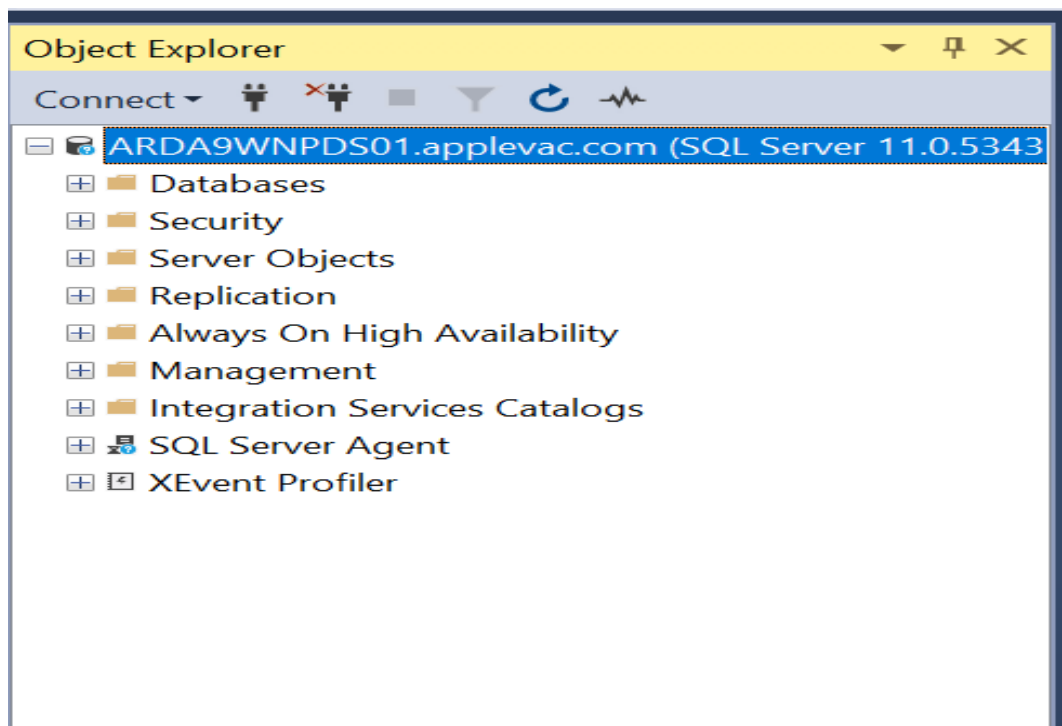 Object Explorer
Connect
ARDA9WNPDS01.applevac.com (SQL Server 11.0.5343
Databases
Security
Server Objects
Replication
Always On High Availability
Management
Integration Services Catalogs
SQL Server Agent
XEvent Profiler